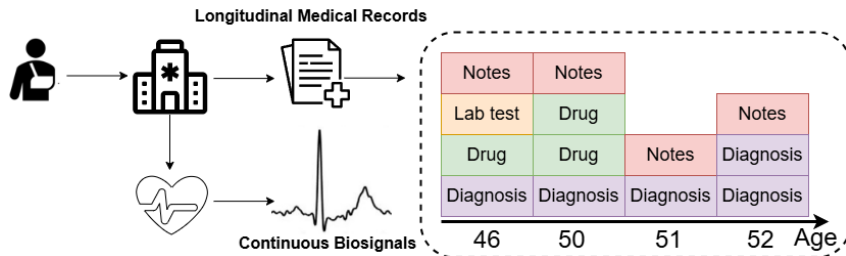 Longitudinal Medical Records
Notes Notes
Lab test Drug Notes
Drug Drug Notes Diagnosis
Diagnosis Diagnosis Diagnosis Diagnosis
46 50 51 52 Age
Continuous Biosignals